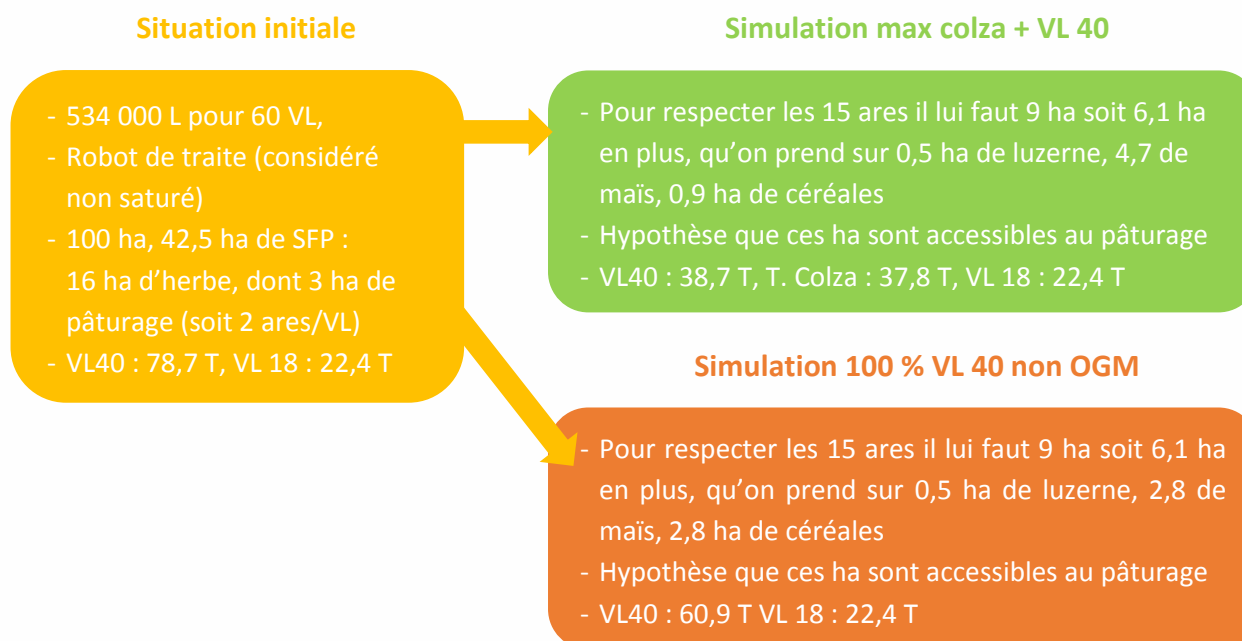 Situation initiale
- 534 000 L pour 60 VL,
- Robot de traite (considéré
non saturé)
- 100 ha, 42,5 ha de SFP :
16 ha d’herbe, dont 3 ha de
pâturage (soit 2 ares/VL)
- VL40 : 78,7 T, VL 18 : 22,4 T
Simulation max colza + VL 40
- Pour respecter les 15 ares il lui faut 9 ha soit 6,1 ha
en plus, qu’on prend sur 0,5 ha de luzerne, 4,7 de
maïs, 0,9 ha de céréales
- Hypothèse que ces ha sont accessibles au pâturage
- VL40 : 38,7 T, T. Colza : 37,8 T, VL 18 : 22,4 T
Simulation 100 % VL 40 non OGM
- Pour respecter les 15 ares il lui faut 9 ha soit 6,1 ha
en plus, qu’on prend sur 0,5 ha de luzerne, 2,8 de
maïs, 2,8 ha de céréales
- Hypothèse que ces ha sont accessibles au pâturage
- VL40 : 60,9 T VL 18 : 22,4 T